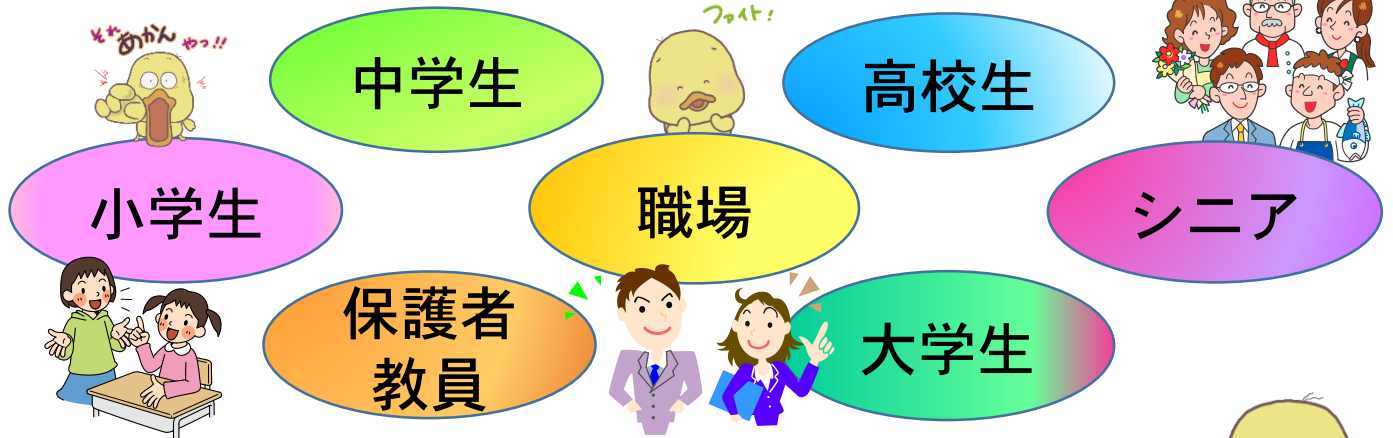 それ
あかん
やっ!!
ファイト!
中学生
高校生
小学生
職場
シニア
保護者
教員
大学生